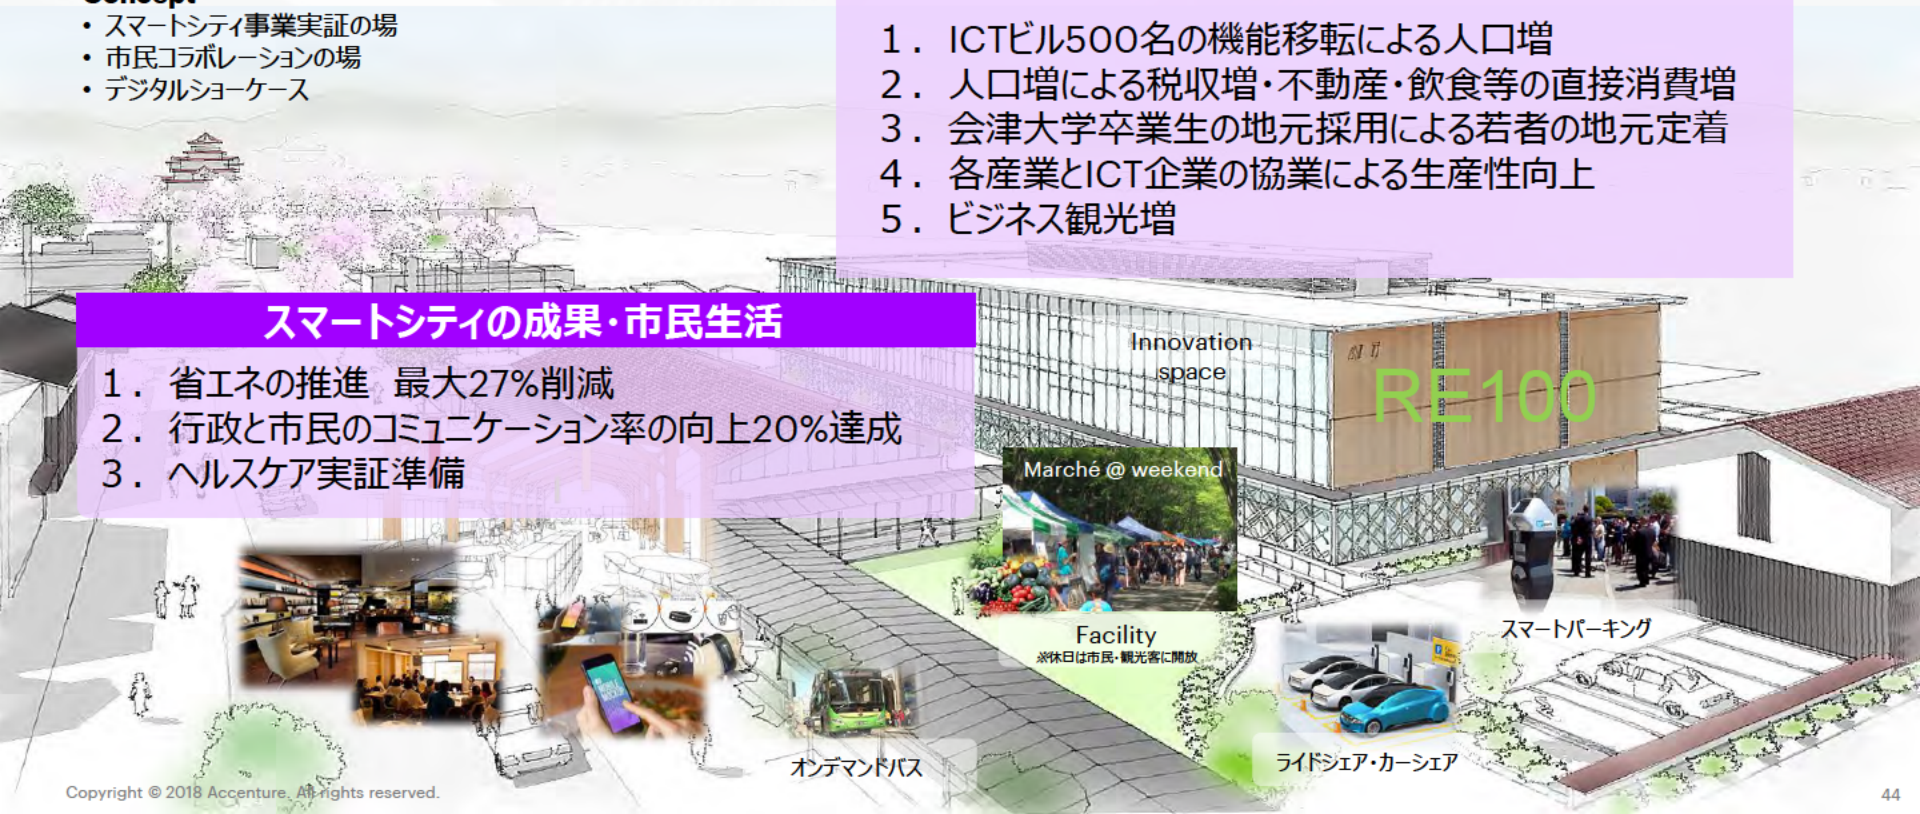 Concept
• スマートシティ事業実証の場
• 市民コラボレーションの場
• デジタルショーケース
1. ICTビル500名の機能移転による人口増
2. 人口増による税収増・不動産・飲食等の直接消費増
3. 会津大学卒業生の地元採用による若者の地元定着
4. 各産業とICT企業の協業による生産性向上
5. ビジネス観光増
スマートシティの成果・市民生活
1. 省エネの推進 最大27%削減
2. 行政と市民のコミュニケーション率の向上20%達成
3. ヘルスケア実証準備
Innovation
space
RE100
Marché @ weekend
Facility
※休日は市民・観光客に開放
スマートパーキング
オンデマンドバス
ライドシェア・カーシェア
Copyright © 2018 Accenture. All rights reserved.
44